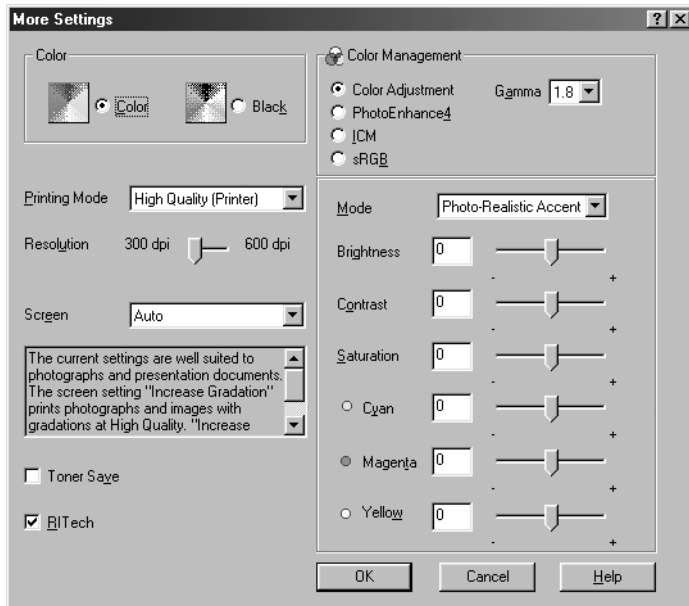 More Settings
Color
Color
Black
Printing Mode
High Quality (Printer)
Resolution
300 dpi
600 dpi
Screen
Auto
The current settings are well suited to
photographs and presentation documents.
The screen setting "Increase Gradation"
prints photographs and images with
gradations at High Quality. "Increase
Toner Save
RITech
Color Management
Color Adjustment
Gamma
1.8
PhotoEnhance4
ICM
sRGB
Mode
Photo-Realistic Accent
Brightness
0
- +
Contrast
0
- +
Saturation
0
- +
Cyan
0
- +
Magenta
0
- +
Yellow
0
- +
OK
Cancel
Help